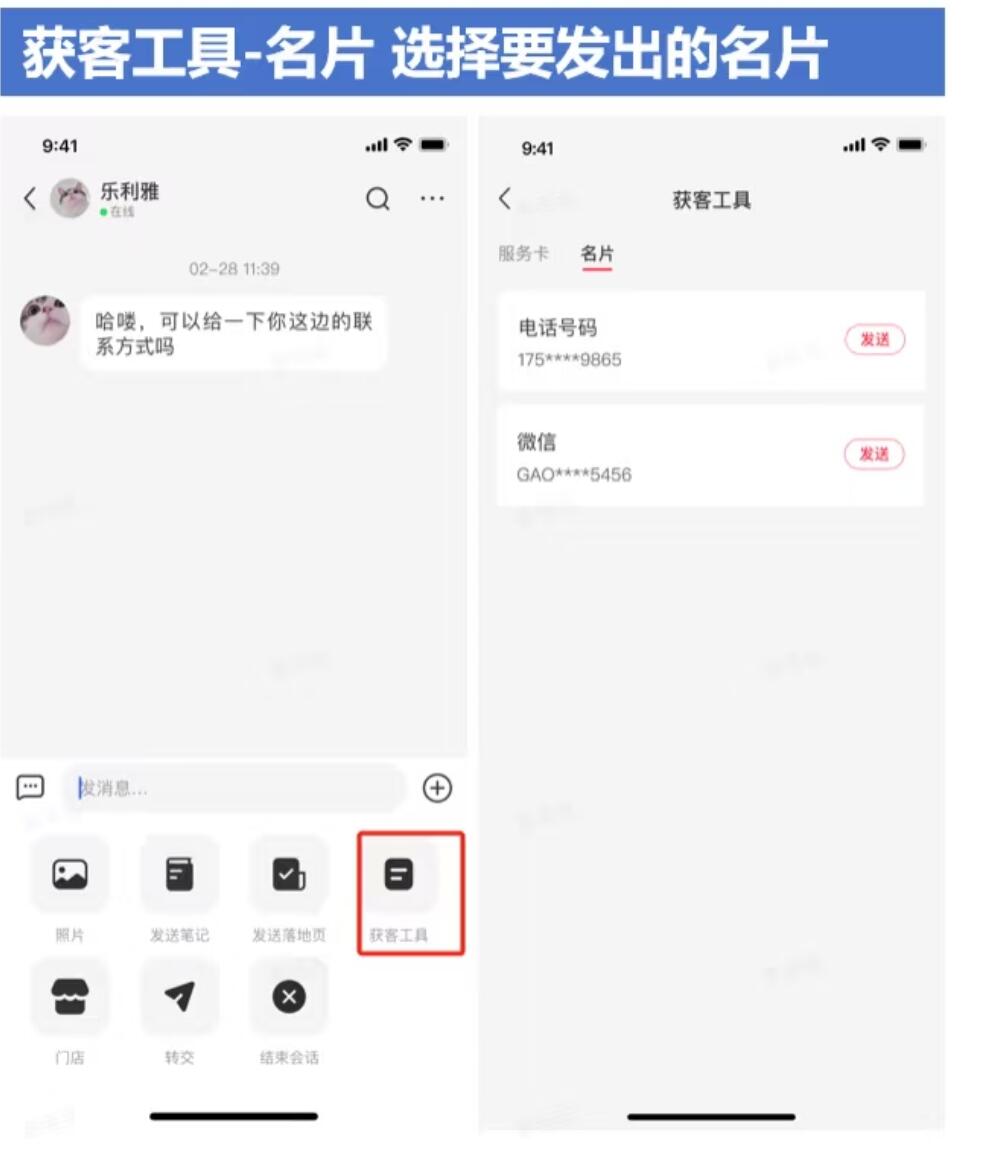 获客工具-名片 选择要发出的名片
9:41
乐利雅
在线
02-28 11:39
哈喽，可以给一下你这边的联
系方式吗
发消息...
照片
发送笔记
发送落地页
获客工具
门店
转交
结束会话
9:41
获客工具
服务卡
名片
电话号码
175****9865
发送
微信
GAO****5456
发送